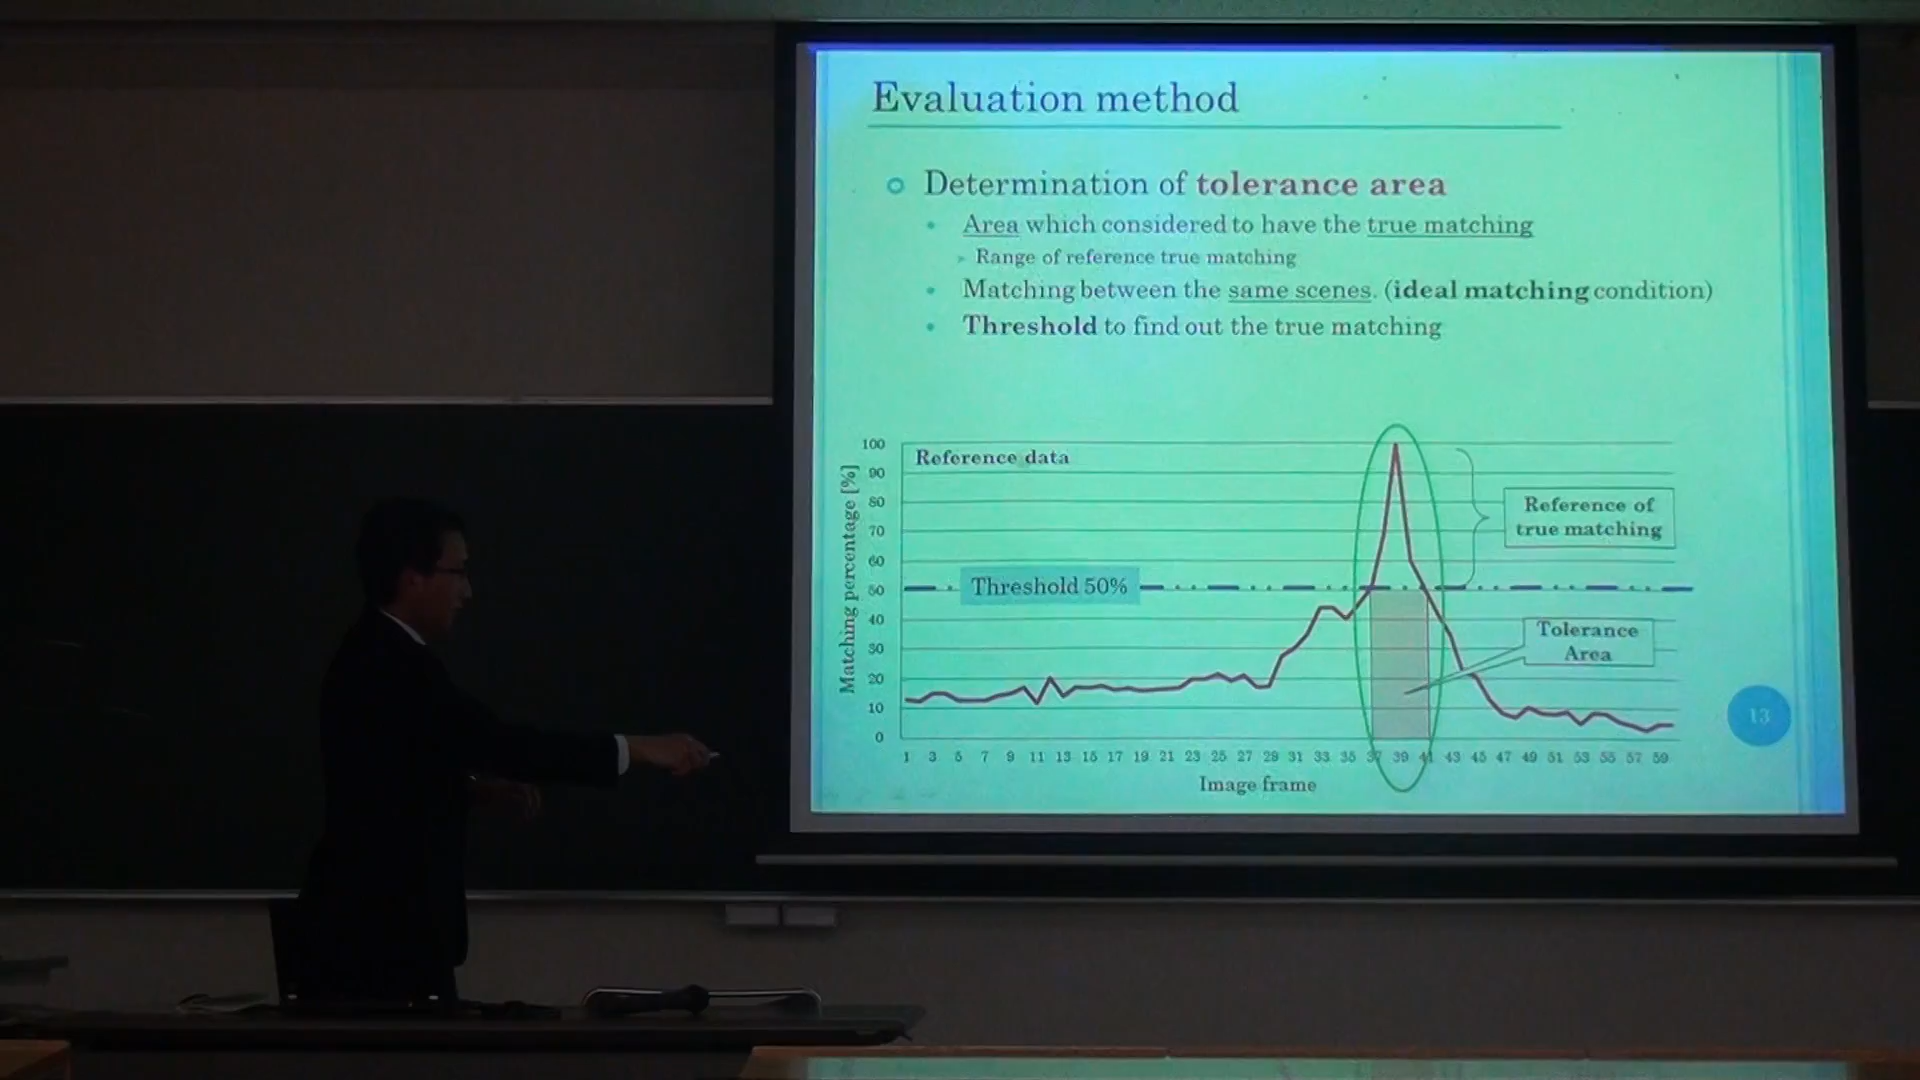 Evaluation method
Determination of tolerance area
Area which considered to have the true matching
Range of reference true matching
Matching between the same scenes. (ideal matching condition)
Threshold to find out the true matching
Reference data
Matching percentage [%]
100
90
80
70
60
50
40
30
20
10
0
Threshold 50%
Reference of
true matching
Tolerance
Area
1 3 5 7 9 11 13 15 17 19 21 23 25 27 29 31 33 35 37 39 41 43 45 47 49 51 53 55 57 59
Image frame
13